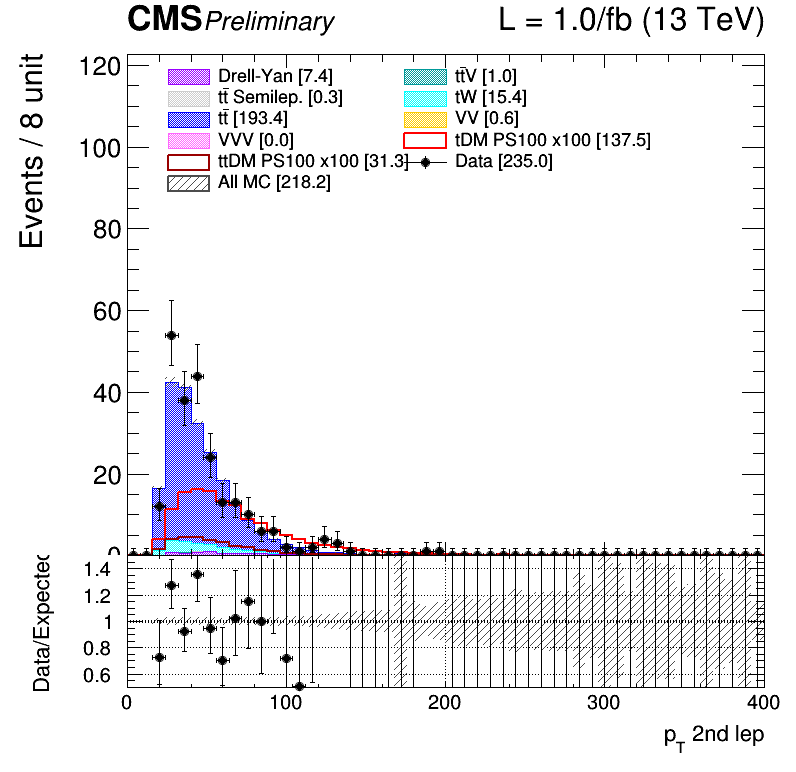 CMS Preliminary L = 1.0/fb (13 TeV)
Events / 8 unit
120
100
80
60
40
20
0
Drell-Yan [7.4]
tt̄V [1.0]
tt̄ Semilep. [0.3]
tW [15.4]
tt̄ [193.4]
VV [0.6]
VVV [0.0]
tDM PS100 x100 [137.5]
ttDM PS100 x100 [31.3]
Data [235.0]
All MC [218.2]
Data/Expected
1.4
1.2
1
0.8
0.6
0 100 200 300 400
p_T 2nd lep